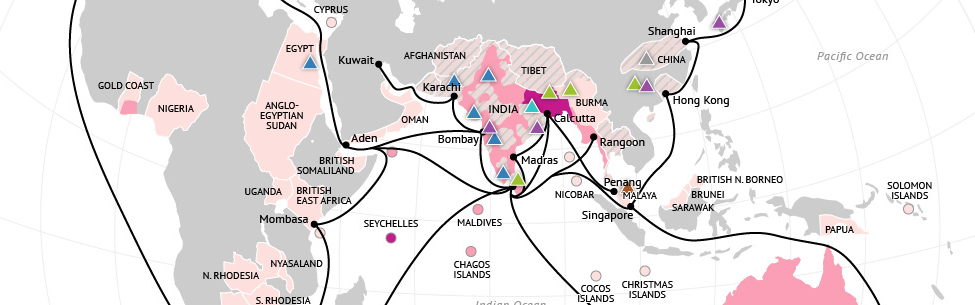 Tokyo
CYPRUS
Shanghai
EGYPT
AFGHANISTAN
Pacific Ocean
Kuwait
CHINA
TIBET
GOLD COAST
Karachi
NIGERIA
INDIA
BURMA
Hong Kong
ANGLO-
EGYPTIAN
SUDAN
OMAN
Calcutta
Aden
Bombay
Rangoon
BRITISH
SOMALILAND
Madras
UGANDA
BRITISH
EAST AFRICA
Penang
NICOBAR
MALAYA
BRITISH N. BORNEO
BRUNEI
SARAWAK
SOLOMON
ISLANDS
Mombasa
SEYCHELLES
MALDIVES
Singapore
PAPUA
NYASALAND
N. RHODESIA
CHAGOS
ISLANDS
S. RHODESIA
COCOS
ISLANDS
CHRISTMAS
ISLANDS
Indian Ocean